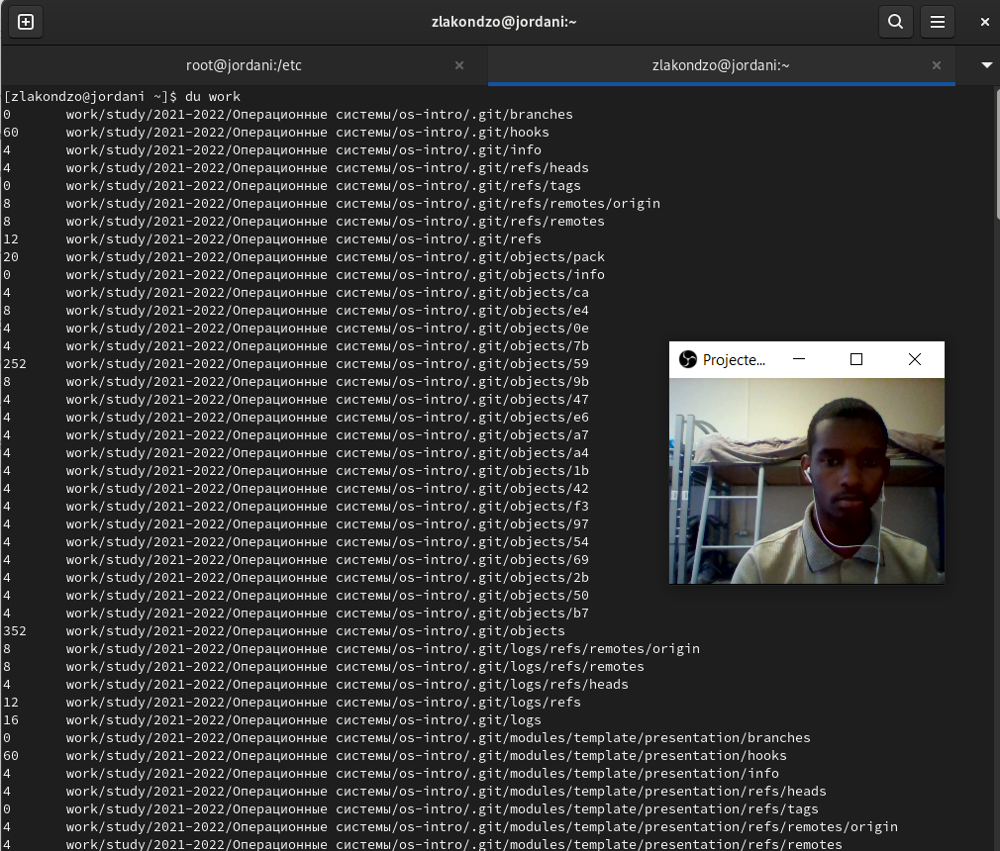 zlakondzo@jordani:~
root@jordani:/etc
zlakondzo@jordani:~
[zlakondzo@jordani ~]$ du work
0 work/study/2021-2022/Операционные системы/os-intro/.git/branches
60 work/study/2021-2022/Операционные системы/os-intro/.git/hooks
4 work/study/2021-2022/Операционные системы/os-intro/.git/info
4 work/study/2021-2022/Операционные системы/os-intro/.git/refs/heads
0 work/study/2021-2022/Операционные системы/os-intro/.git/refs/tags
8 work/study/2021-2022/Операционные системы/os-intro/.git/refs/remotes/origin
8 work/study/2021-2022/Операционные системы/os-intro/.git/refs/remotes
12 work/study/2021-2022/Операционные системы/os-intro/.git/refs
20 work/study/2021-2022/Операционные системы/os-intro/.git/objects/pack
0 work/study/2021-2022/Операционные системы/os-intro/.git/objects/info
4 work/study/2021-2022/Операционные системы/os-intro/.git/objects/ca
8 work/study/2021-2022/Операционные системы/os-intro/.git/objects/e4
4 work/study/2021-2022/Операционные системы/os-intro/.git/objects/0e
4 work/study/2021-2022/Операционные системы/os-intro/.git/objects/7b
252 work/study/2021-2022/Операционные системы/os-intro/.git/objects/59
8 work/study/2021-2022/Операционные системы/os-intro/.git/objects/9b
4 work/study/2021-2022/Операционные системы/os-intro/.git/objects/47
4 work/study/2021-2022/Операционные системы/os-intro/.git/objects/e6
4 work/study/2021-2022/Операционные системы/os-intro/.git/objects/a7
4 work/study/2021-2022/Операционные системы/os-intro/.git/objects/a4
4 work/study/2021-2022/Операционные системы/os-intro/.git/objects/1b
4 work/study/2021-2022/Операционные системы/os-intro/.git/objects/42
4 work/study/2021-2022/Операционные системы/os-intro/.git/objects/f3
4 work/study/2021-2022/Операционные системы/os-intro/.git/objects/97
4 work/study/2021-2022/Операционные системы/os-intro/.git/objects/54
4 work/study/2021-2022/Операционные системы/os-intro/.git/objects/69
4 work/study/2021-2022/Операционные системы/os-intro/.git/objects/2b
4 work/study/2021-2022/Операционные системы/os-intro/.git/objects/50
4 work/study/2021-2022/Операционные системы/os-intro/.git/objects/b7
352 work/study/2021-2022/Операционные системы/os-intro/.git/objects
8 work/study/2021-2022/Операционные системы/os-intro/.git/logs/refs/remotes/origin
8 work/study/2021-2022/Операционные системы/os-intro/.git/logs/refs/remotes
4 work/study/2021-2022/Операционные системы/os-intro/.git/logs/refs/heads
12 work/study/2021-2022/Операционные системы/os-intro/.git/logs/refs
16 work/study/2021-2022/Операционные системы/os-intro/.git/logs
0 work/study/2021-2022/Операционные системы/os-intro/.git/modules/template/presentation/branches
60 work/study/2021-2022/Операционные системы/os-intro/.git/modules/template/presentation/hooks
4 work/study/2021-2022/Операционные системы/os-intro/.git/modules/template/presentation/info
4 work/study/2021-2022/Операционные системы/os-intro/.git/modules/template/presentation/refs/heads
0 work/study/2021-2022/Операционные системы/os-intro/.git/modules/template/presentation/refs/tags
4 work/study/2021-2022/Операционные системы/os-intro/.git/modules/template/presentation/refs/remotes/origin
4 work/study/2021-2022/Операционные системы/os-intro/.git/modules/template/presentation/refs/remotes
Projecte...